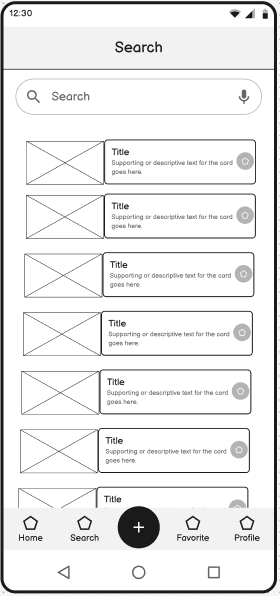 12:30
Search
Search
Title
Supporting or descriptive text for the card
goes here.
Title
Supporting or descriptive text for the card
goes here.
Title
Supporting or descriptive text for the card
goes here.
Title
Supporting or descriptive text for the card
goes here.
Title
Supporting or descriptive text for the card
goes here.
Title
Supporting or descriptive text for the card
goes here.
Title
Home Search Favorite Profile